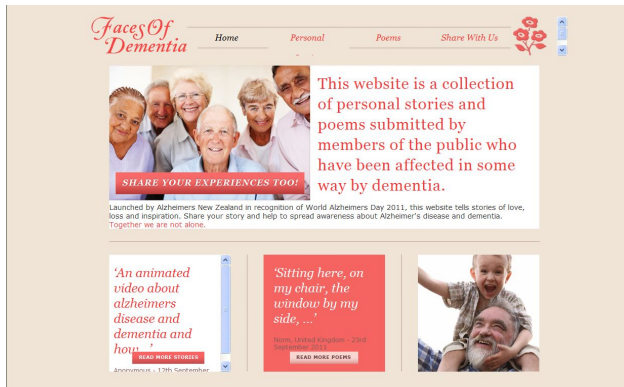 Faces Of
Dementia
Home
Personal
Poems
Share With Us
SHARE YOUR EXPERIENCES TOO!
This website is a collection
of personal stories and
poems submitted by
members of the public who
have been affected in some
way by dementia.
Launched by Alzheimers New Zealand in recognition of World Alzheimers Day 2011, this website tells stories of love,
loss and inspiration. Share your story and help to spread awareness about Alzheimer's disease and dementia.
Together we are not alone.
‘An animated
video about
alzheimers
disease and
dementia and
how...’
READ MORE STORIES
Anonymous - 12th September
‘Sitting here, on
my chair, the
window by my
side, ...’
Norm, United Kingdom - 23rd
September 2011
READ MORE POEMS